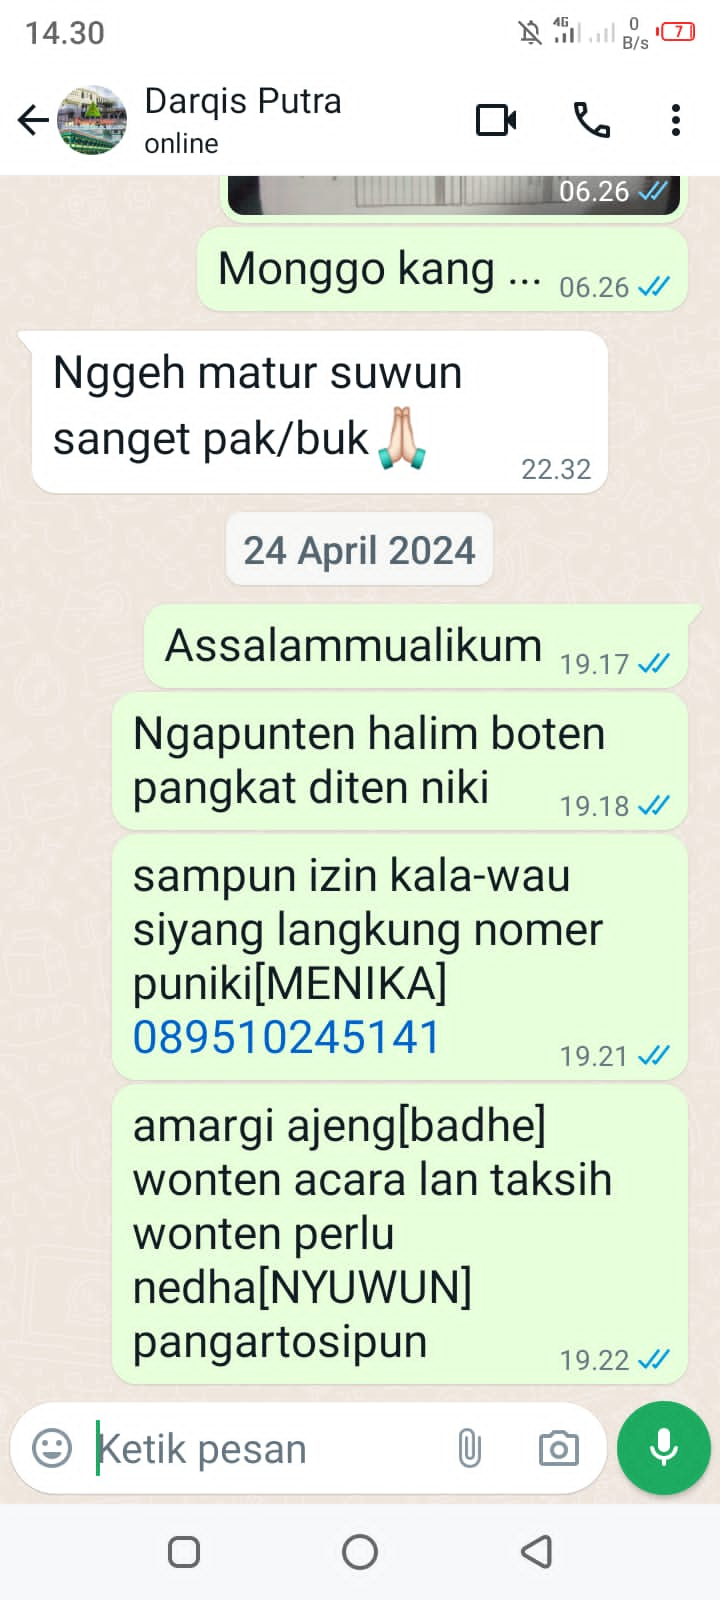 14.30
4G
0
B/s
7
Darqis Putra
online
06.26
Monggo kang ... 06.26
Nggeh matur suwun
sanget pak/buk🙏🏻
22.32
24 April 2024
Assalammualikum 19.17
Ngapunten halim boten
pangkat diten niki 19.18
sampun izin kala-wau
siyang langkung nomer
puniki[MENIKA]
089510245141 19.21
amargi ajeng[badhe]
wonten acara lan taksih
wonten perlu
nedha[NYUWUN]
pangartosipun 19.22
Ketik pesan